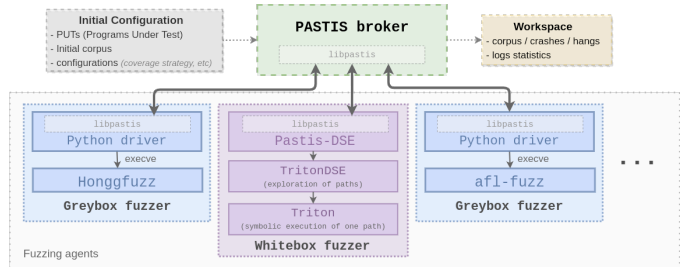 Initial Configuration
- PUTs (Programs Under Test)
- Initial corpus
- configurations (coverage strategy, etc)
PASTIS broker
libpastis
Workspace
- corpus / crashes / hangs
- logs statistics
libpastis
Python driver
execve
Honggfuzz
Greybox fuzzer
libpastis
Pastis-DSE
TritonDSE
(exploration of paths)
Triton
(symbolic execution of one path)
Whitebox fuzzer
libpastis
Python driver
execve
afl-fuzz
Greybox fuzzer
...
Fuzzing agents